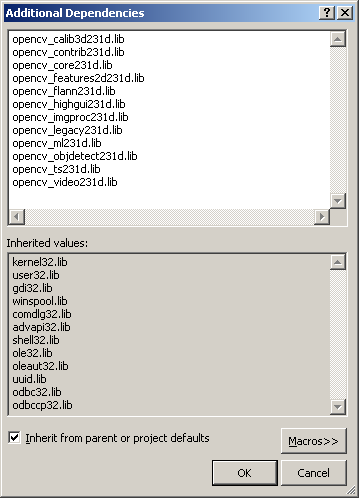 Additional Dependencies
opencv_calib3d231d.lib
opencv_contrib231d.lib
opencv_core231d.lib
opencv_features2d231d.lib
opencv_flann231d.lib
opencv_highgui231d.lib
opencv_imgproc231d.lib
opencv_legacy231d.lib
opencv_ml231d.lib
opencv_objdetect231d.lib
opencv_ts231d.lib
opencv_video231d.lib
Inherited values:
kernel32.lib
user32.lib
gdi32.lib
winspool.lib
comdlg32.lib
advapi32.lib
shell32.lib
ole32.lib
oleaut32.lib
uuid.lib
odbc32.lib
odbccp32.lib
Inherit from parent or project defaults
Macros>>
OK Cancel